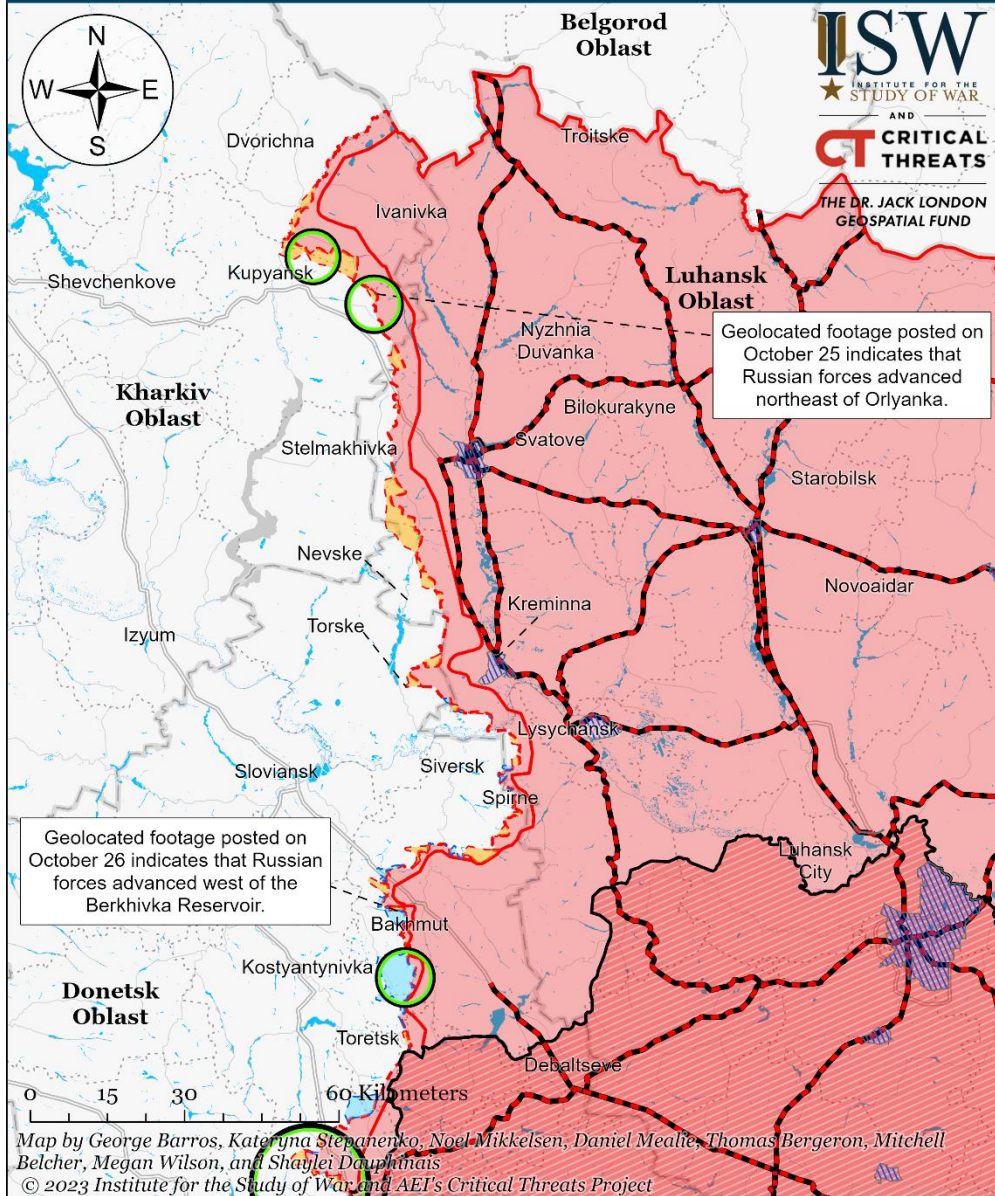 Belgorod
Oblast
ISW
INSTITUTE FOR THE
STUDY OF WAR
AND
CT CRITICAL
THREATS
THE DR. JACK LONDON
GEOSPATIAL FUND
N
W E
S
Dvorichna
Troitske
Ivanivka
Shevchenkove
Kupyansk
Luhansk
Oblast
Geolocated footage posted on
October 25 indicates that
Russian forces advanced
northeast of Orlyanka.
Nyzhnia
Duvanka
Kharkiv
Oblast
Bilokurakyne
Stelmakhivka
Svatove
Starobilsk
Nevske
Novoaidar
Kreminna
Torske
Izyum
Lysychansk
Sloviansk
Siversk
Spirne
Geolocated footage posted on
October 26 indicates that Russian
forces advanced west of the
Berkhivka Reservoir.
Luhansk
City
Bakhmut
Kostyantynivka
Donetsk
Oblast
Toretsk
Debaltseve
0 15 30 60 Kilometers
Map by George Barros, Kateryna Stepanenko, Noel Mikkelsen, Daniel Mealie, Thomas Bergeron, Mitchell
Belcher, Megan Wilson, and Shaylei Dauphinais
© 2023 Institute for the Study of War and AEI's Critical Threats Project